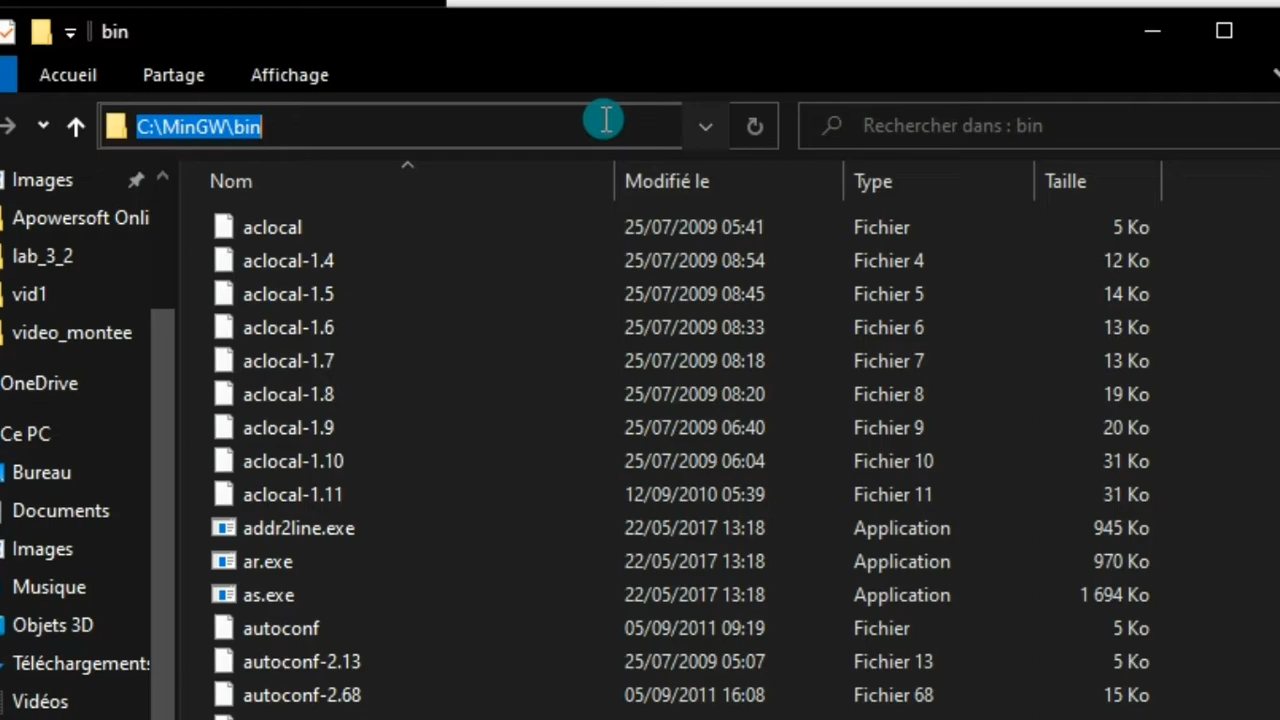 bin
Accueil Partage Affichage
C:\MinGW\bin Rechercher dans : bin
Images
Apowersoft Onli
lab_3_2
vid1
video_montee
OneDrive
Ce PC
Bureau
Documents
Images
Musique
Objets 3D
Téléchargements
Vidéos
Nom Modifié le Type Taille
aclocal 25/07/2009 05:41 Fichier 5 Ko
aclocal-1.4 25/07/2009 08:54 Fichier 4 12 Ko
aclocal-1.5 25/07/2009 08:45 Fichier 5 14 Ko
aclocal-1.6 25/07/2009 08:33 Fichier 6 13 Ko
aclocal-1.7 25/07/2009 08:18 Fichier 7 13 Ko
aclocal-1.8 25/07/2009 08:20 Fichier 8 19 Ko
aclocal-1.9 25/07/2009 06:40 Fichier 9 20 Ko
aclocal-1.10 25/07/2009 06:04 Fichier 10 31 Ko
aclocal-1.11 12/09/2010 05:39 Fichier 11 31 Ko
addr2line.exe 22/05/2017 13:18 Application 945 Ko
ar.exe 22/05/2017 13:18 Application 970 Ko
as.exe 22/05/2017 13:18 Application 1 694 Ko
autoconf 05/09/2011 09:19 Fichier 5 Ko
autoconf-2.13 25/07/2009 05:07 Fichier 13 5 Ko
autoconf-2.68 05/09/2011 16:08 Fichier 68 15 Ko